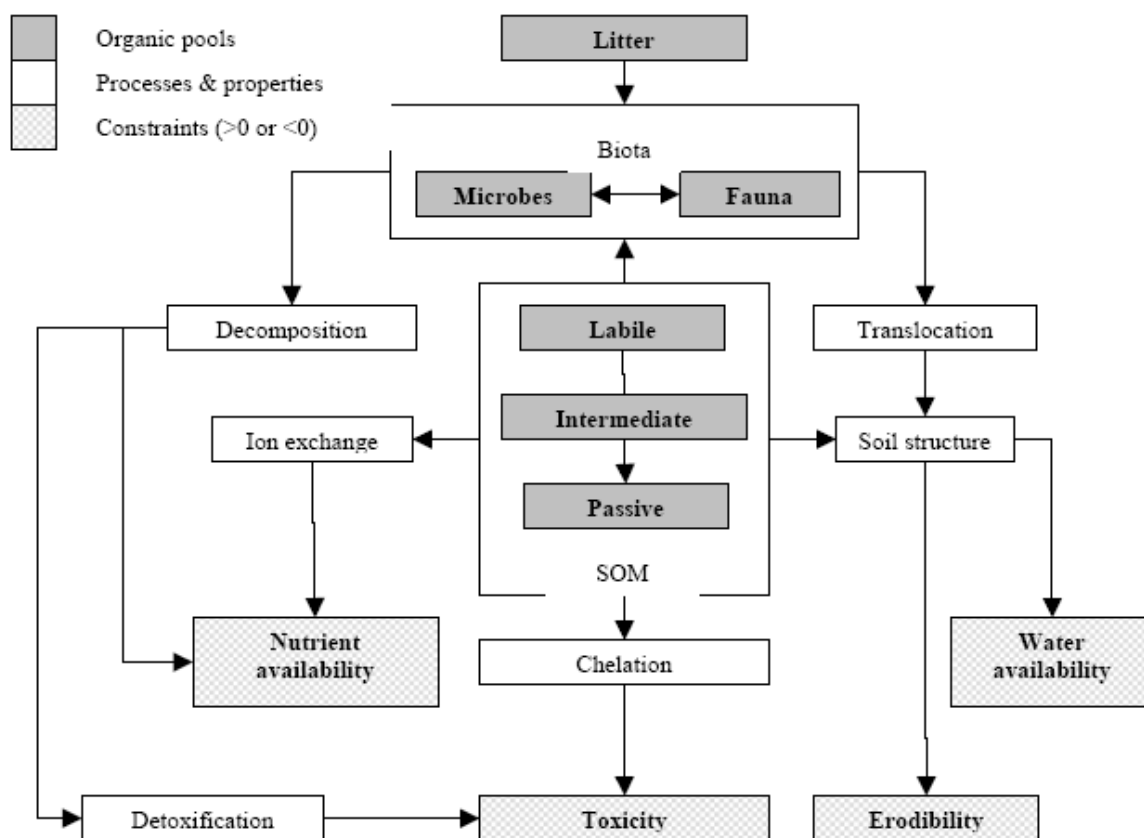 Organic pools
Processes & properties
Constraints (>0 or <0)
Litter
Biota
Microbes
Fauna
Decomposition
Labile
Translocation
Intermediate
Ion exchange
Soil structure
Passive
SOM
Nutrient
availability
Chelation
Water
availability
Detoxification
Toxicity
Erodibility